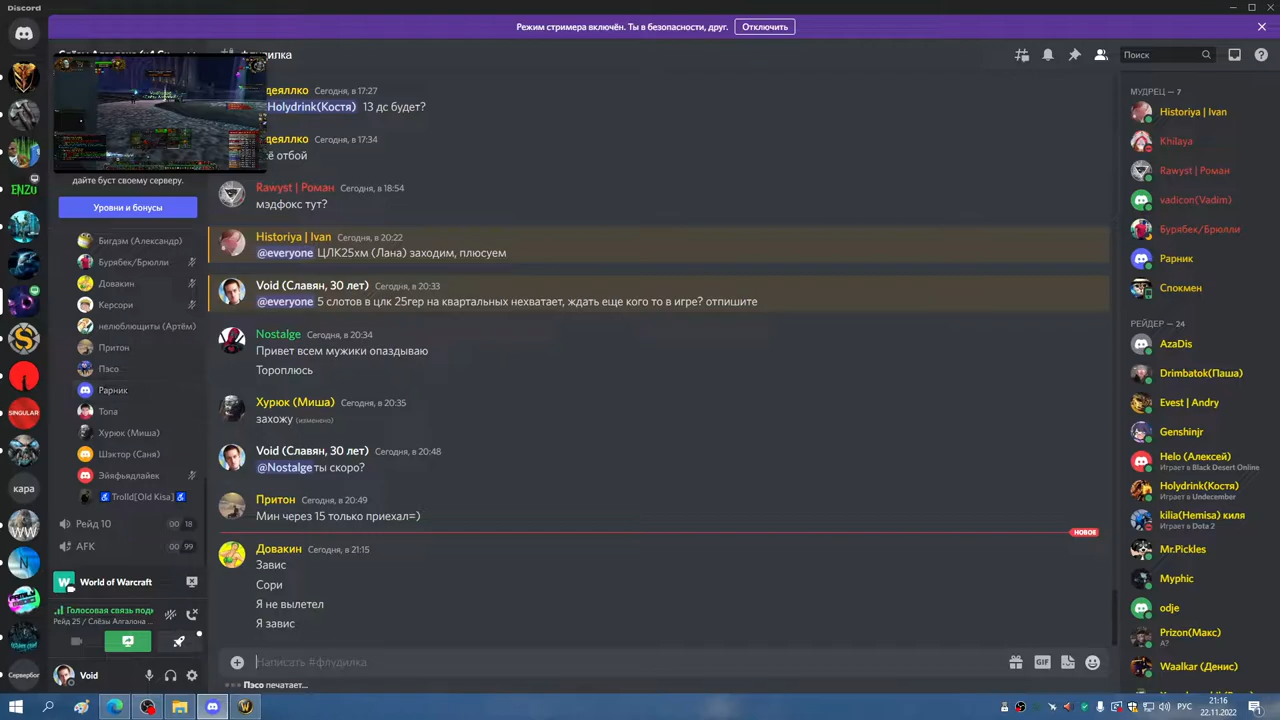 Discord
Режим стримера включён. Ты в безопасности, друг.
Отключить
Поиск
дайте буст своему серверу.
Уровни и бонусы
Бигдэм (Александр)
Бурябек/Брюлли
Довакин
Керсори
нелюблющиты (Артём)
Притон
Пэсо
Рарник
Топа
Хурюк (Миша)
Шэктор (Саня)
Эйяфьядлайек
Trolld[Old Kisa]
Рейд 10 00 18
AFK 00 99
World of Warcraft
Голосовая связь подк
Рейд 25 / Слёзы Алгалона ...
Void
ENZO
SINGULAR
кара
WW
Сервербог
Сегодня, в 17:27
@Holydrink(Костя) 13 дс будет?
Сегодня, в 17:34
отбой
Rawyst | Роман Сегодня, в 18:54
мэдфокс тут?
Historiya | Ivan Сегодня, в 20:22
@everyone ЦЛК25хм (Лана) заходим, плюсуем
Void (Славян, 30 лет) Сегодня, в 20:33
@everyone 5 слотов в цлк 25гер на квартальных нехватает, ждать еще кого то в игре? отпишите
Nostalge Сегодня, в 20:34
Привет всем мужики опаздываю
Тороплюсь
Хурюк (Миша) Сегодня, в 20:35
захожу (изменено)
Void (Славян, 30 лет) Сегодня, в 20:48
@Nostalge ты скоро?
Притон Сегодня, в 20:49
Мин через 15 только приехал=)
НОВОЕ
Довакин Сегодня, в 21:15
Завис
Сори
Я не вылетел
Я завис
Написать #флудилка
GIF
Пэсо печатает...
МУДРЕЦ — 7
Historiya | Ivan
Khilaya
Rawyst | Роман
vadicon(Vadim)
Бурябек/Брюлли
Рарник
Спокмен
РЕЙДЕР — 24
AzaDis
Drimbatok(Паша)
Evest | Andry
Genshinjr
Helo (Алексей)
Играет в Black Desert Online
Holydrink(Костя)
Играет в Undecember
kilia(Hemisa) киля
Играет в Dota 2
Mr.Pickles
Myphic
odje
Prizon(Макс)
А?
Waalkar (Денис)
РУС
21:16
22.11.2022